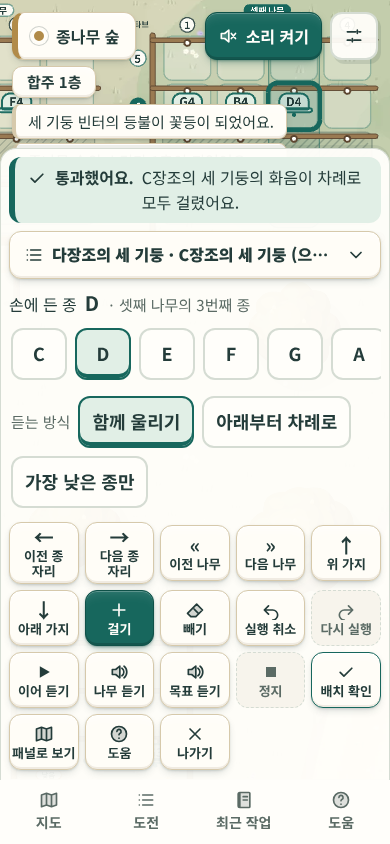 셋째 나무
종나무 숲
소리 켜기
1
5
합주 1층
F4
G4
B4
D4
세 기둥 빈터의 등불이 꽃등이 되었어요.
통과했어요. C장조의 세 기둥의 화음이 차례로
모두 걸렸어요.
다장조의 세 기둥 · C장조의 세 기둥 (으…
손에 든 종 D · 셋째 나무의 3번째 종
C D E F G A
듣는 방식 함께 울리기 아래부터 차례로
가장 낮은 종만
이전 종
자리
다음 종
자리
이전 나무
다음 나무
위 가지
아래 가지
걸기
빼기
실행 취소
다시 실행
이어 듣기
나무 듣기
목표 듣기
정지
배치 확인
패널로 보기
도움
나가기
지도
도전
최근 작업
도움